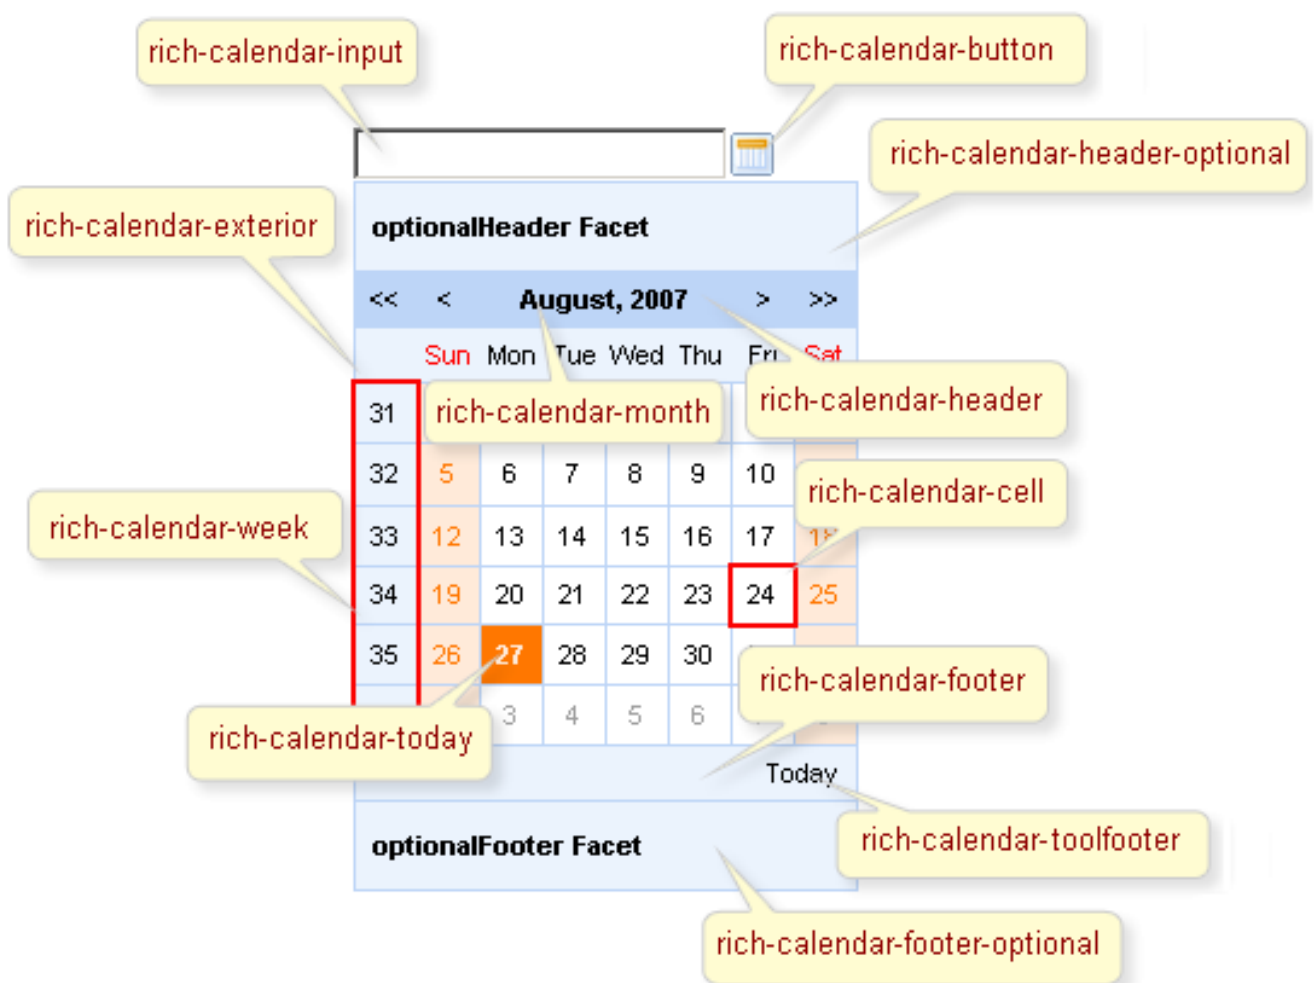 rich-calendar-input
rich-calendar-button
rich-calendar-header-optional
rich-calendar-exterior
optionalHeader Facet
<< < August, 2007 > >>
Sun Mon Tue Wed Thu Fri Sat
rich-calendar-header
31
rich-calendar-month
32 5 6 7 8 9 10
rich-calendar-cell
rich-calendar-week
33 12 13 14 15 16 17 18
34 19 20 21 22 23 24 25
35 26 27 28 29 30
rich-calendar-footer
3 4 5 6
rich-calendar-today
Today
rich-calendar-toolfooter
optionalFooter Facet
rich-calendar-footer-optional